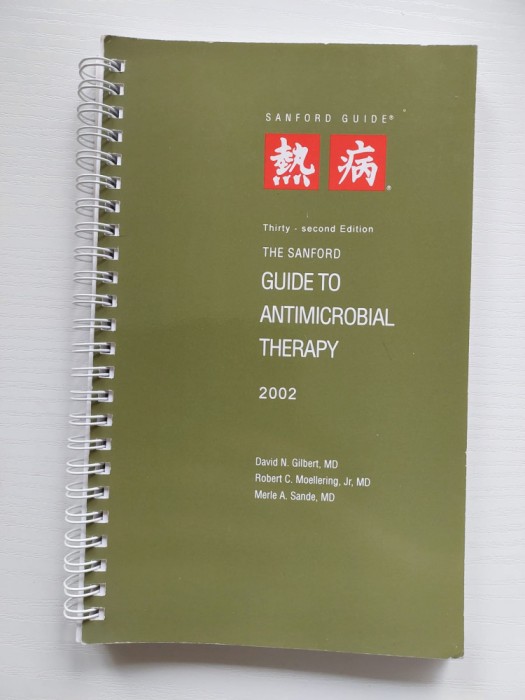 SANFORD GUIDE®
熱病®
Thirty - second Edition
THE SANFORD
GUIDE TO
ANTIMICROBIAL
THERAPY
2002
David N. Gilbert, MD
Robert C. Moellering, Jr, MD
Merle A. Sande, MD